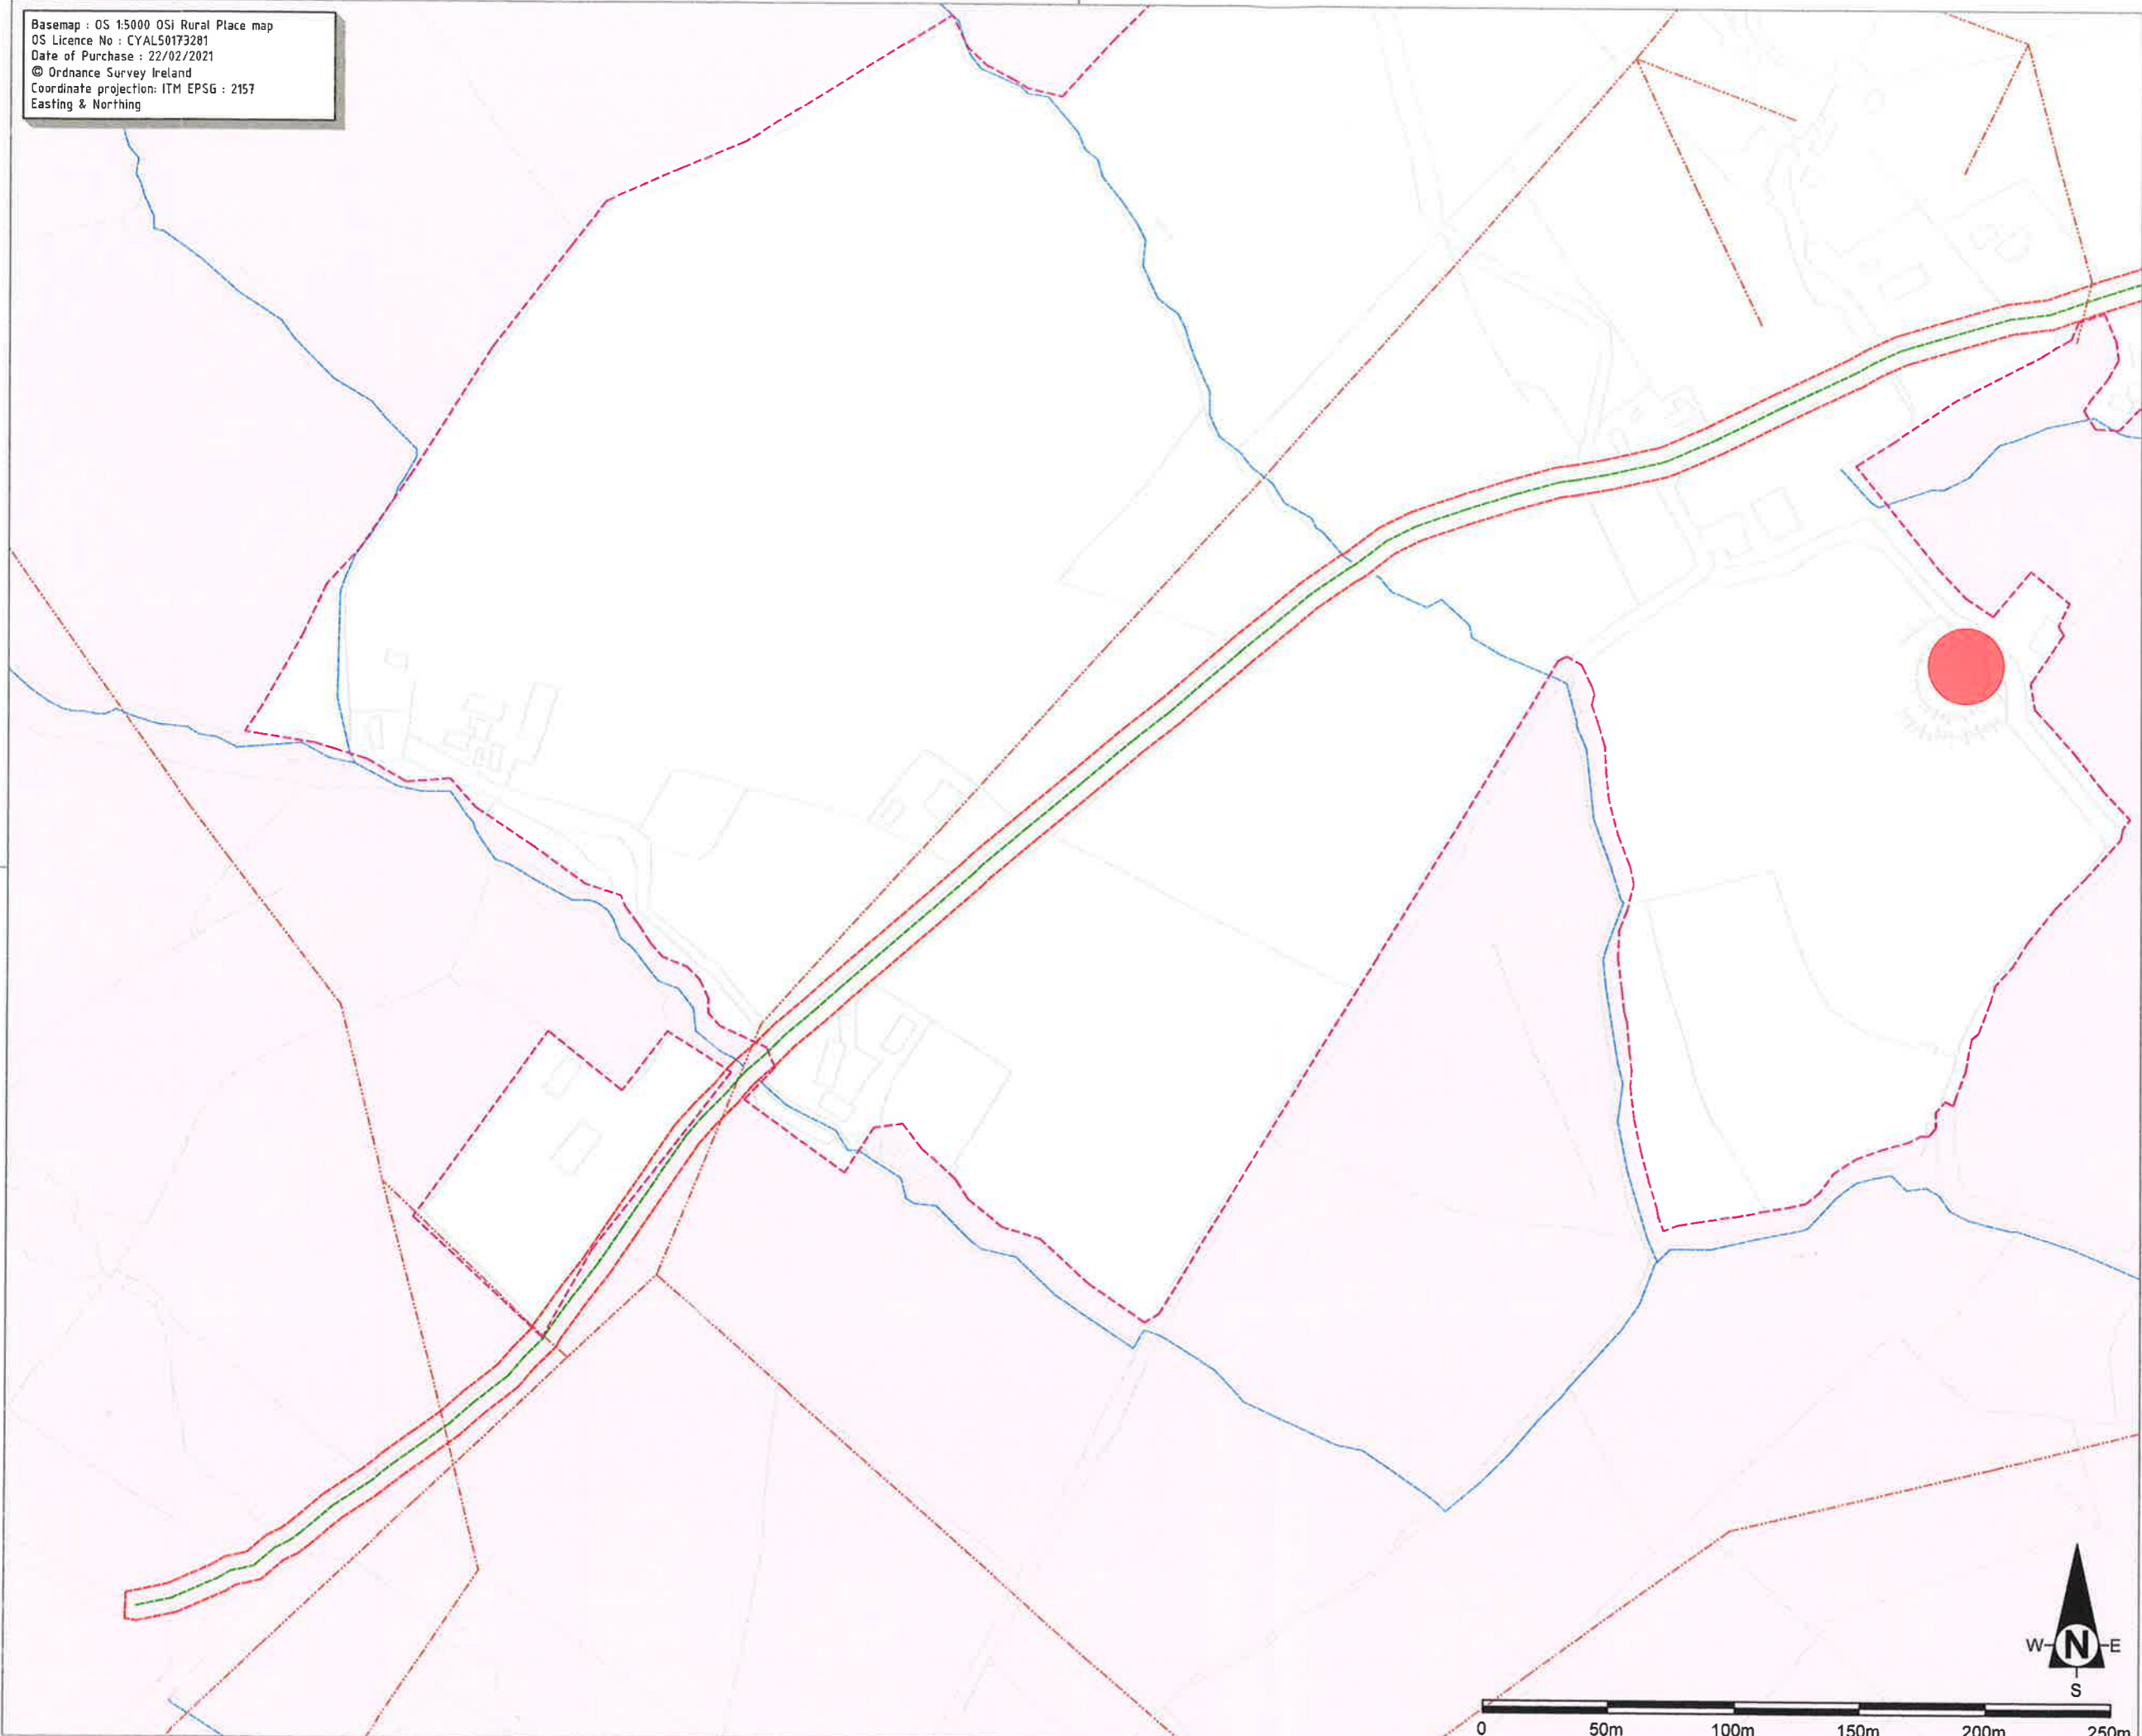 Basemap : OS 1:5000 OSi Rural Place map
OS Licence No : CYAL50173281
Date of Purchase : 22/02/2021
© Ordnance Survey Ireland
Coordinate projection: ITM EPSG : 2157
Easting & Northing
W N E
S
0 50m 100m 150m 200m 250m